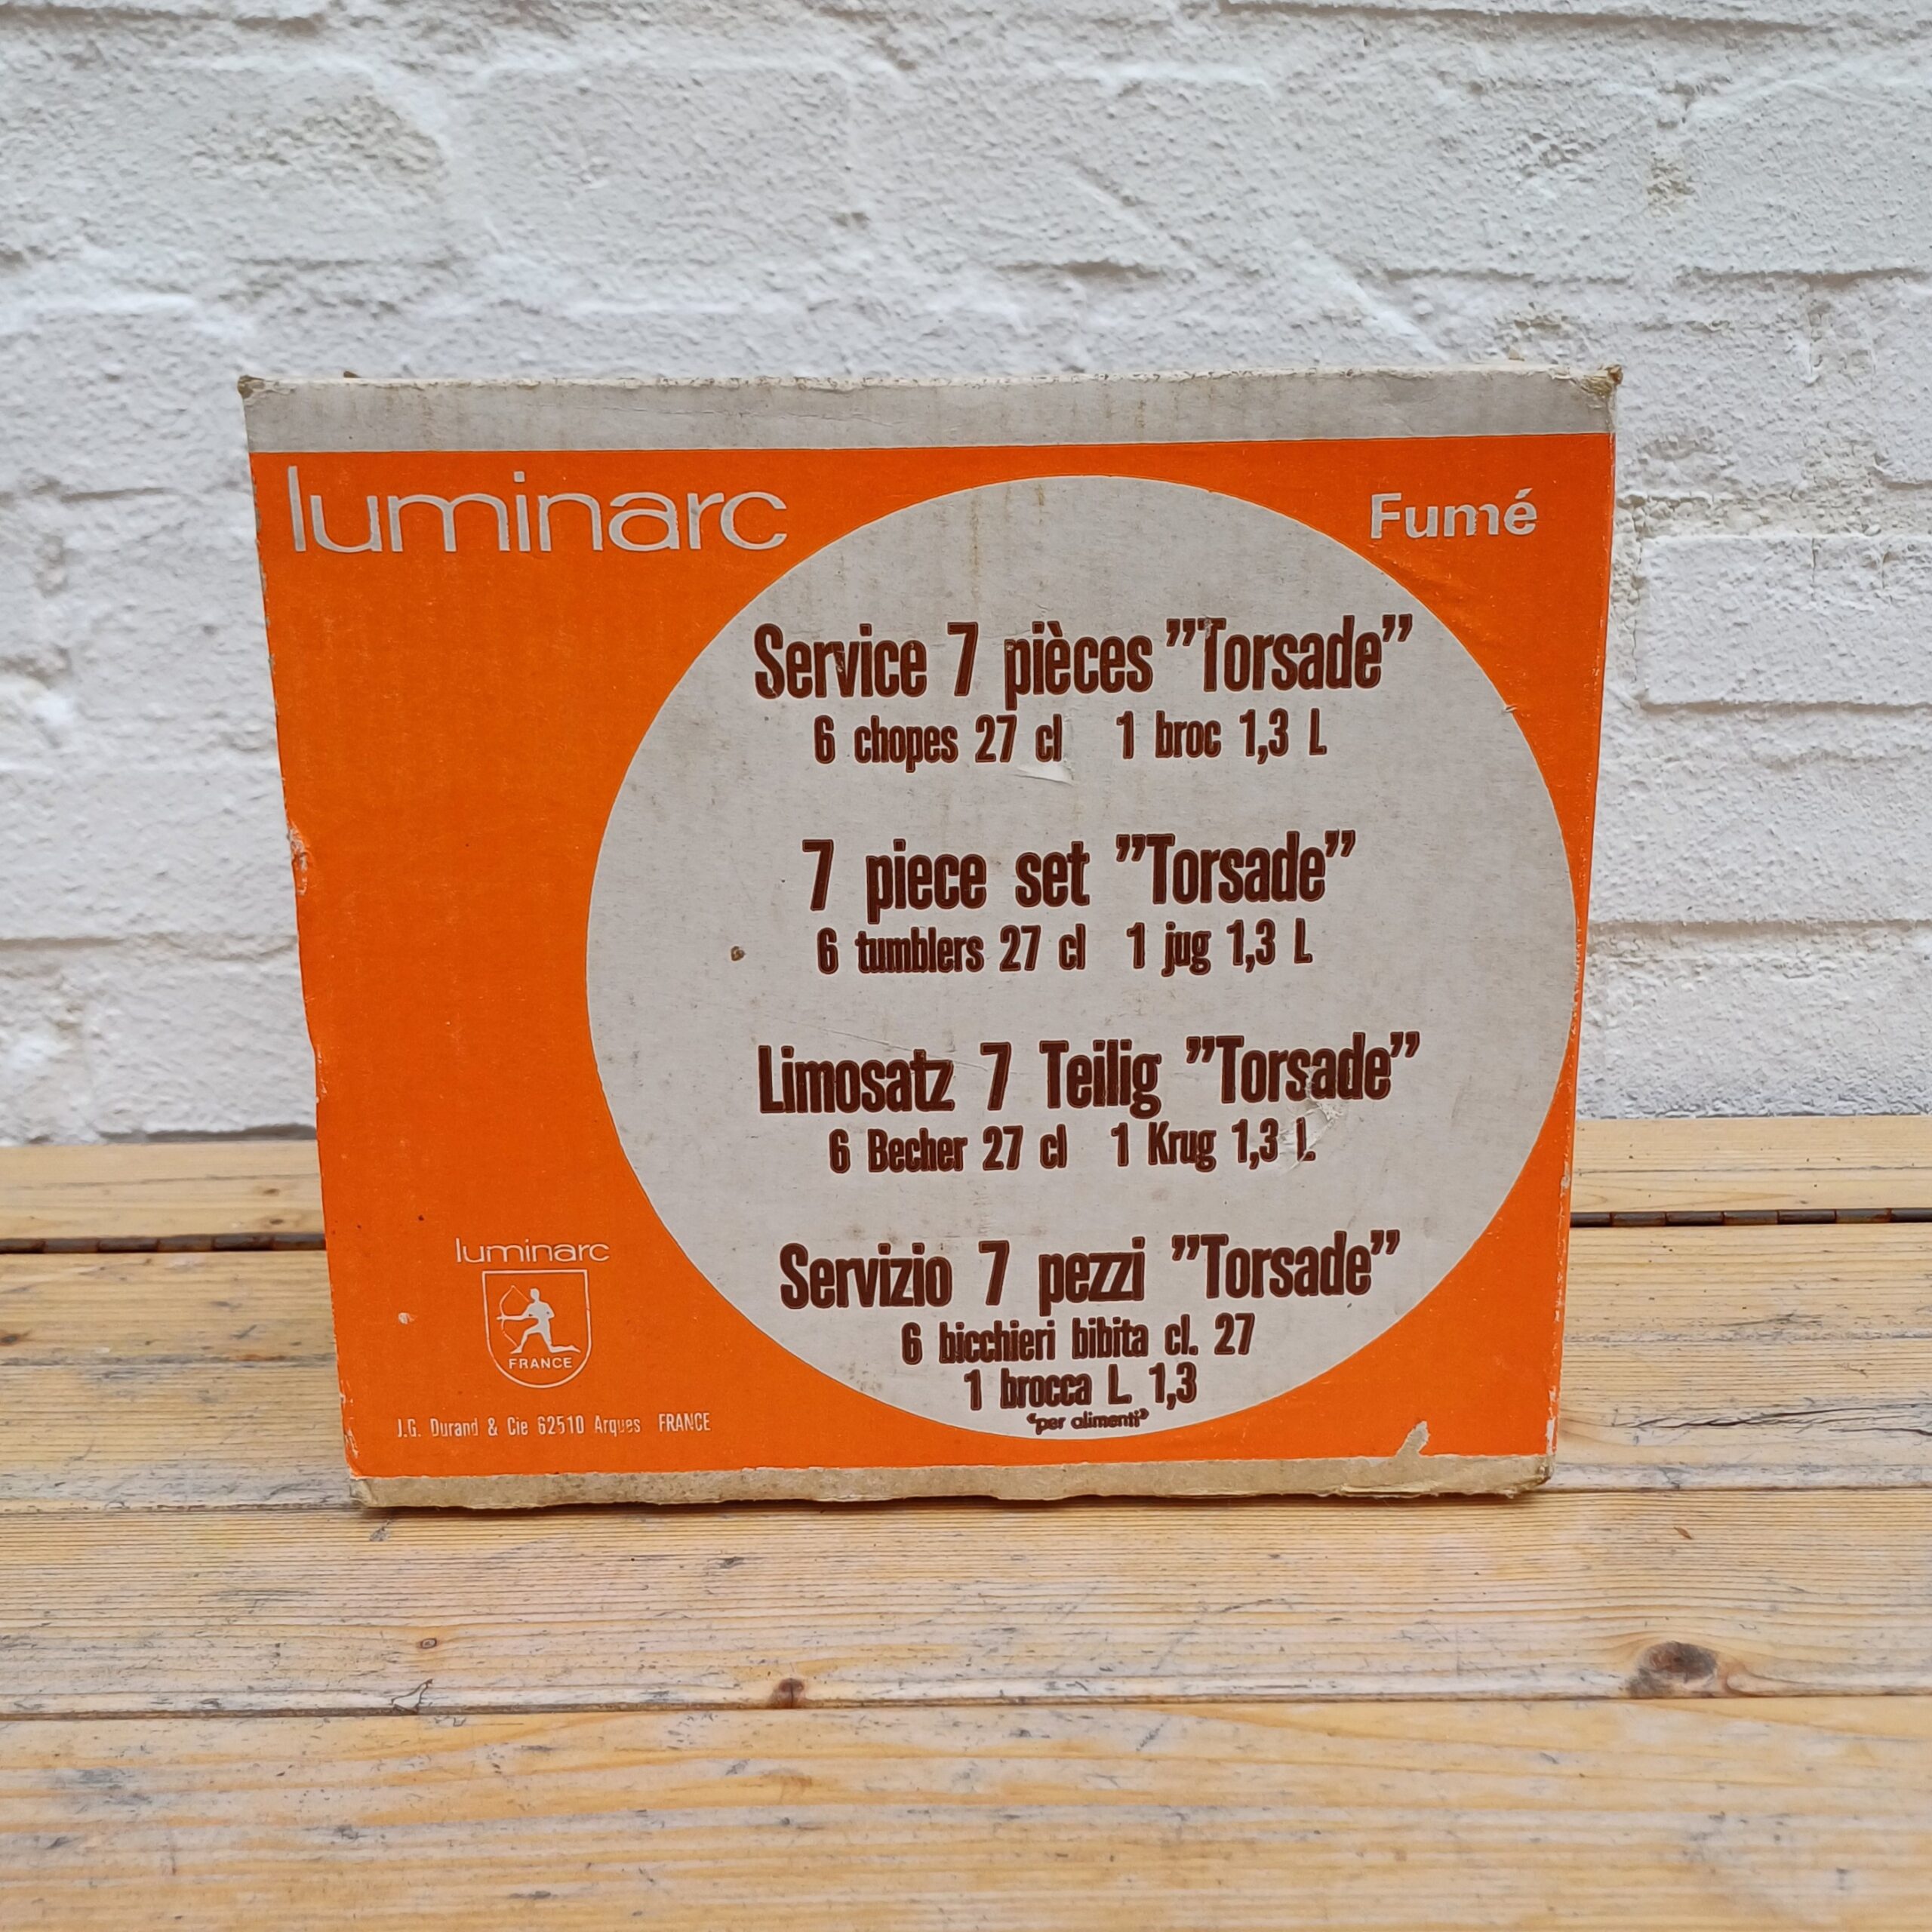 luminarc
Fumé
Service 7 pièces ”Torsade”
6 chopes 27 cl 1 broc 1,3 L
7 piece set ”Torsade”
6 tumblers 27 cl 1 jug 1,3 L
Limosatz 7 Teilig ”Torsade”
6 Becher 27 cl 1 Krug 1,3 L
Servizio 7 pezzi ”Torsade”
6 bicchieri bibita cl. 27
1 brocca L. 1,3
“per alimenti”
luminarc
FRANCE
J.G. Durand & Cie 62510 Arques FRANCE